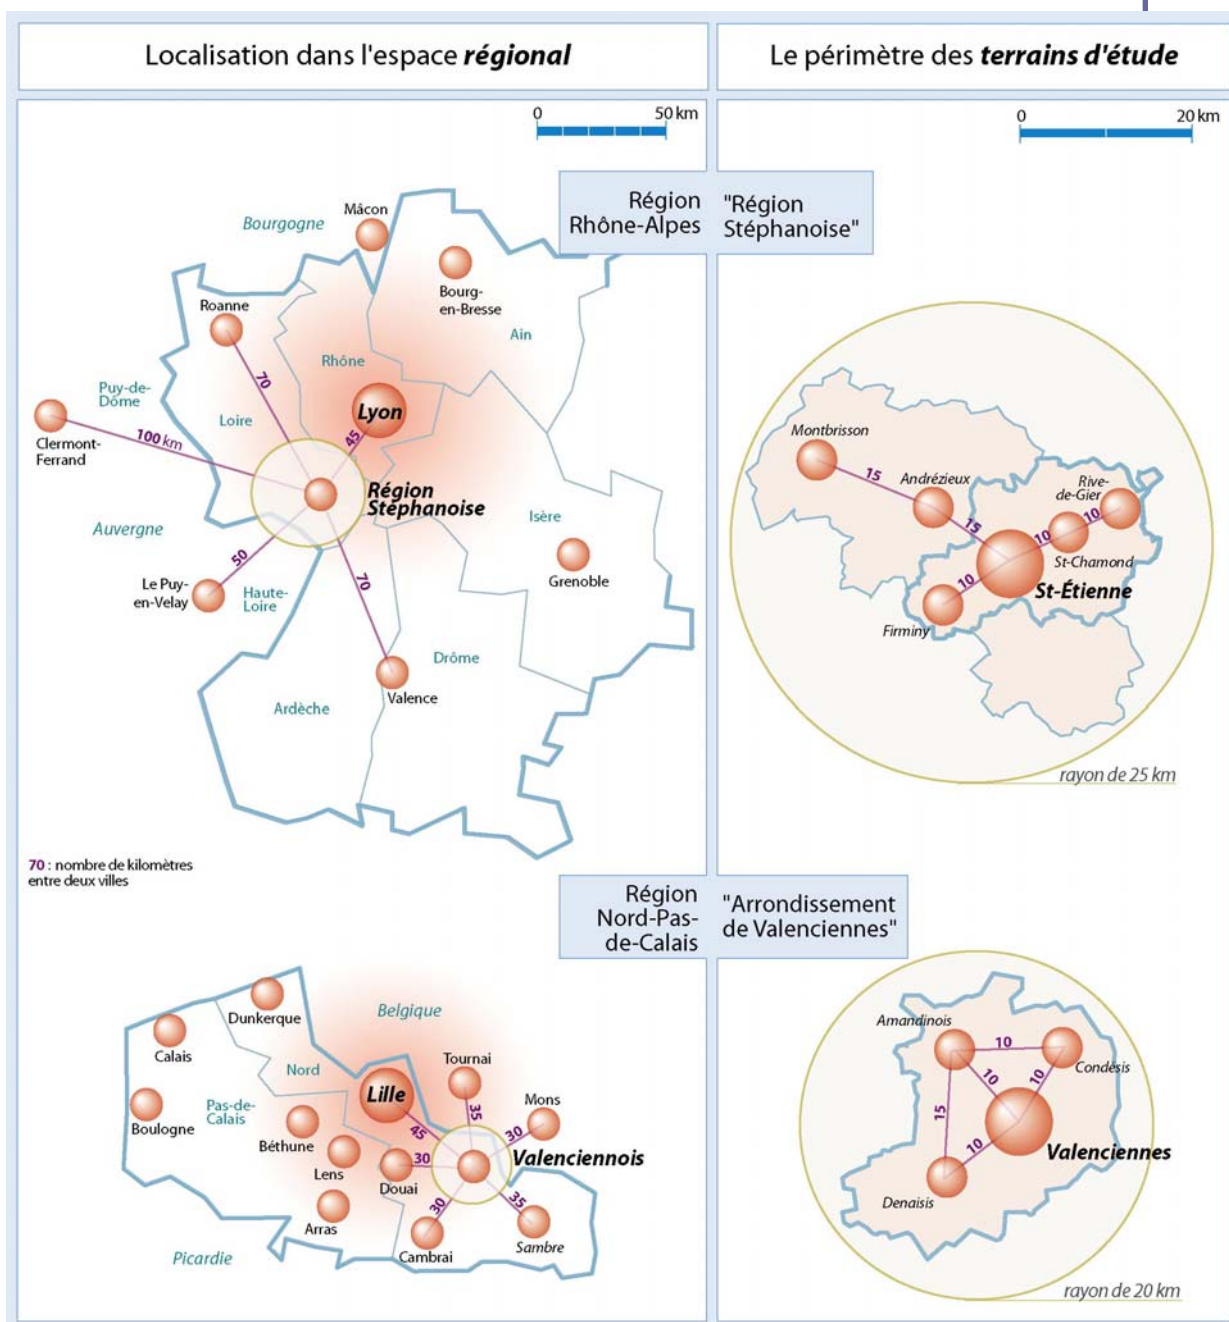 Localisation dans l'espace régional
Le périmètre des terrains d'étude
0 50 km
0 20 km
Région
Rhône-Alpes
"Région
Stéphanoise"
Bourgogne
Mâcon
Bourg-
en-Bresse
Roanne
Ain
Rhône
70
Puy-de-
Dôme
Loire
Lyon
45
100 km
Clermont-
Ferrand
Région
Stéphanoise
Auvergne
Isère
50
70
Grenoble
Le Puy-
en-Velay
Haute-
Loire
Drôme
Valence
Ardèche
Montbrisson
15
Andrézieux
Rive-
de-Gier
15
10
10
St-Chamond
10
St-Étienne
Firminy
rayon de 25 km
70 : nombre de kilomètres
entre deux villes
Région
Nord-Pas-
de-Calais
"Arrondissement
de Valenciennes"
Dunkerque
Belgique
Calais
Nord
Tournai
Lille
Mons
Pas-de-
Calais
35
Boulogne
45
30
Béthune
Valenciennois
Lens
30
Douai
30
35
Arras
Cambrai
Sambre
Picardie
Amandinois
10
Condésis
10
10
15
10
Valenciennes
Denaisis
rayon de 20 km